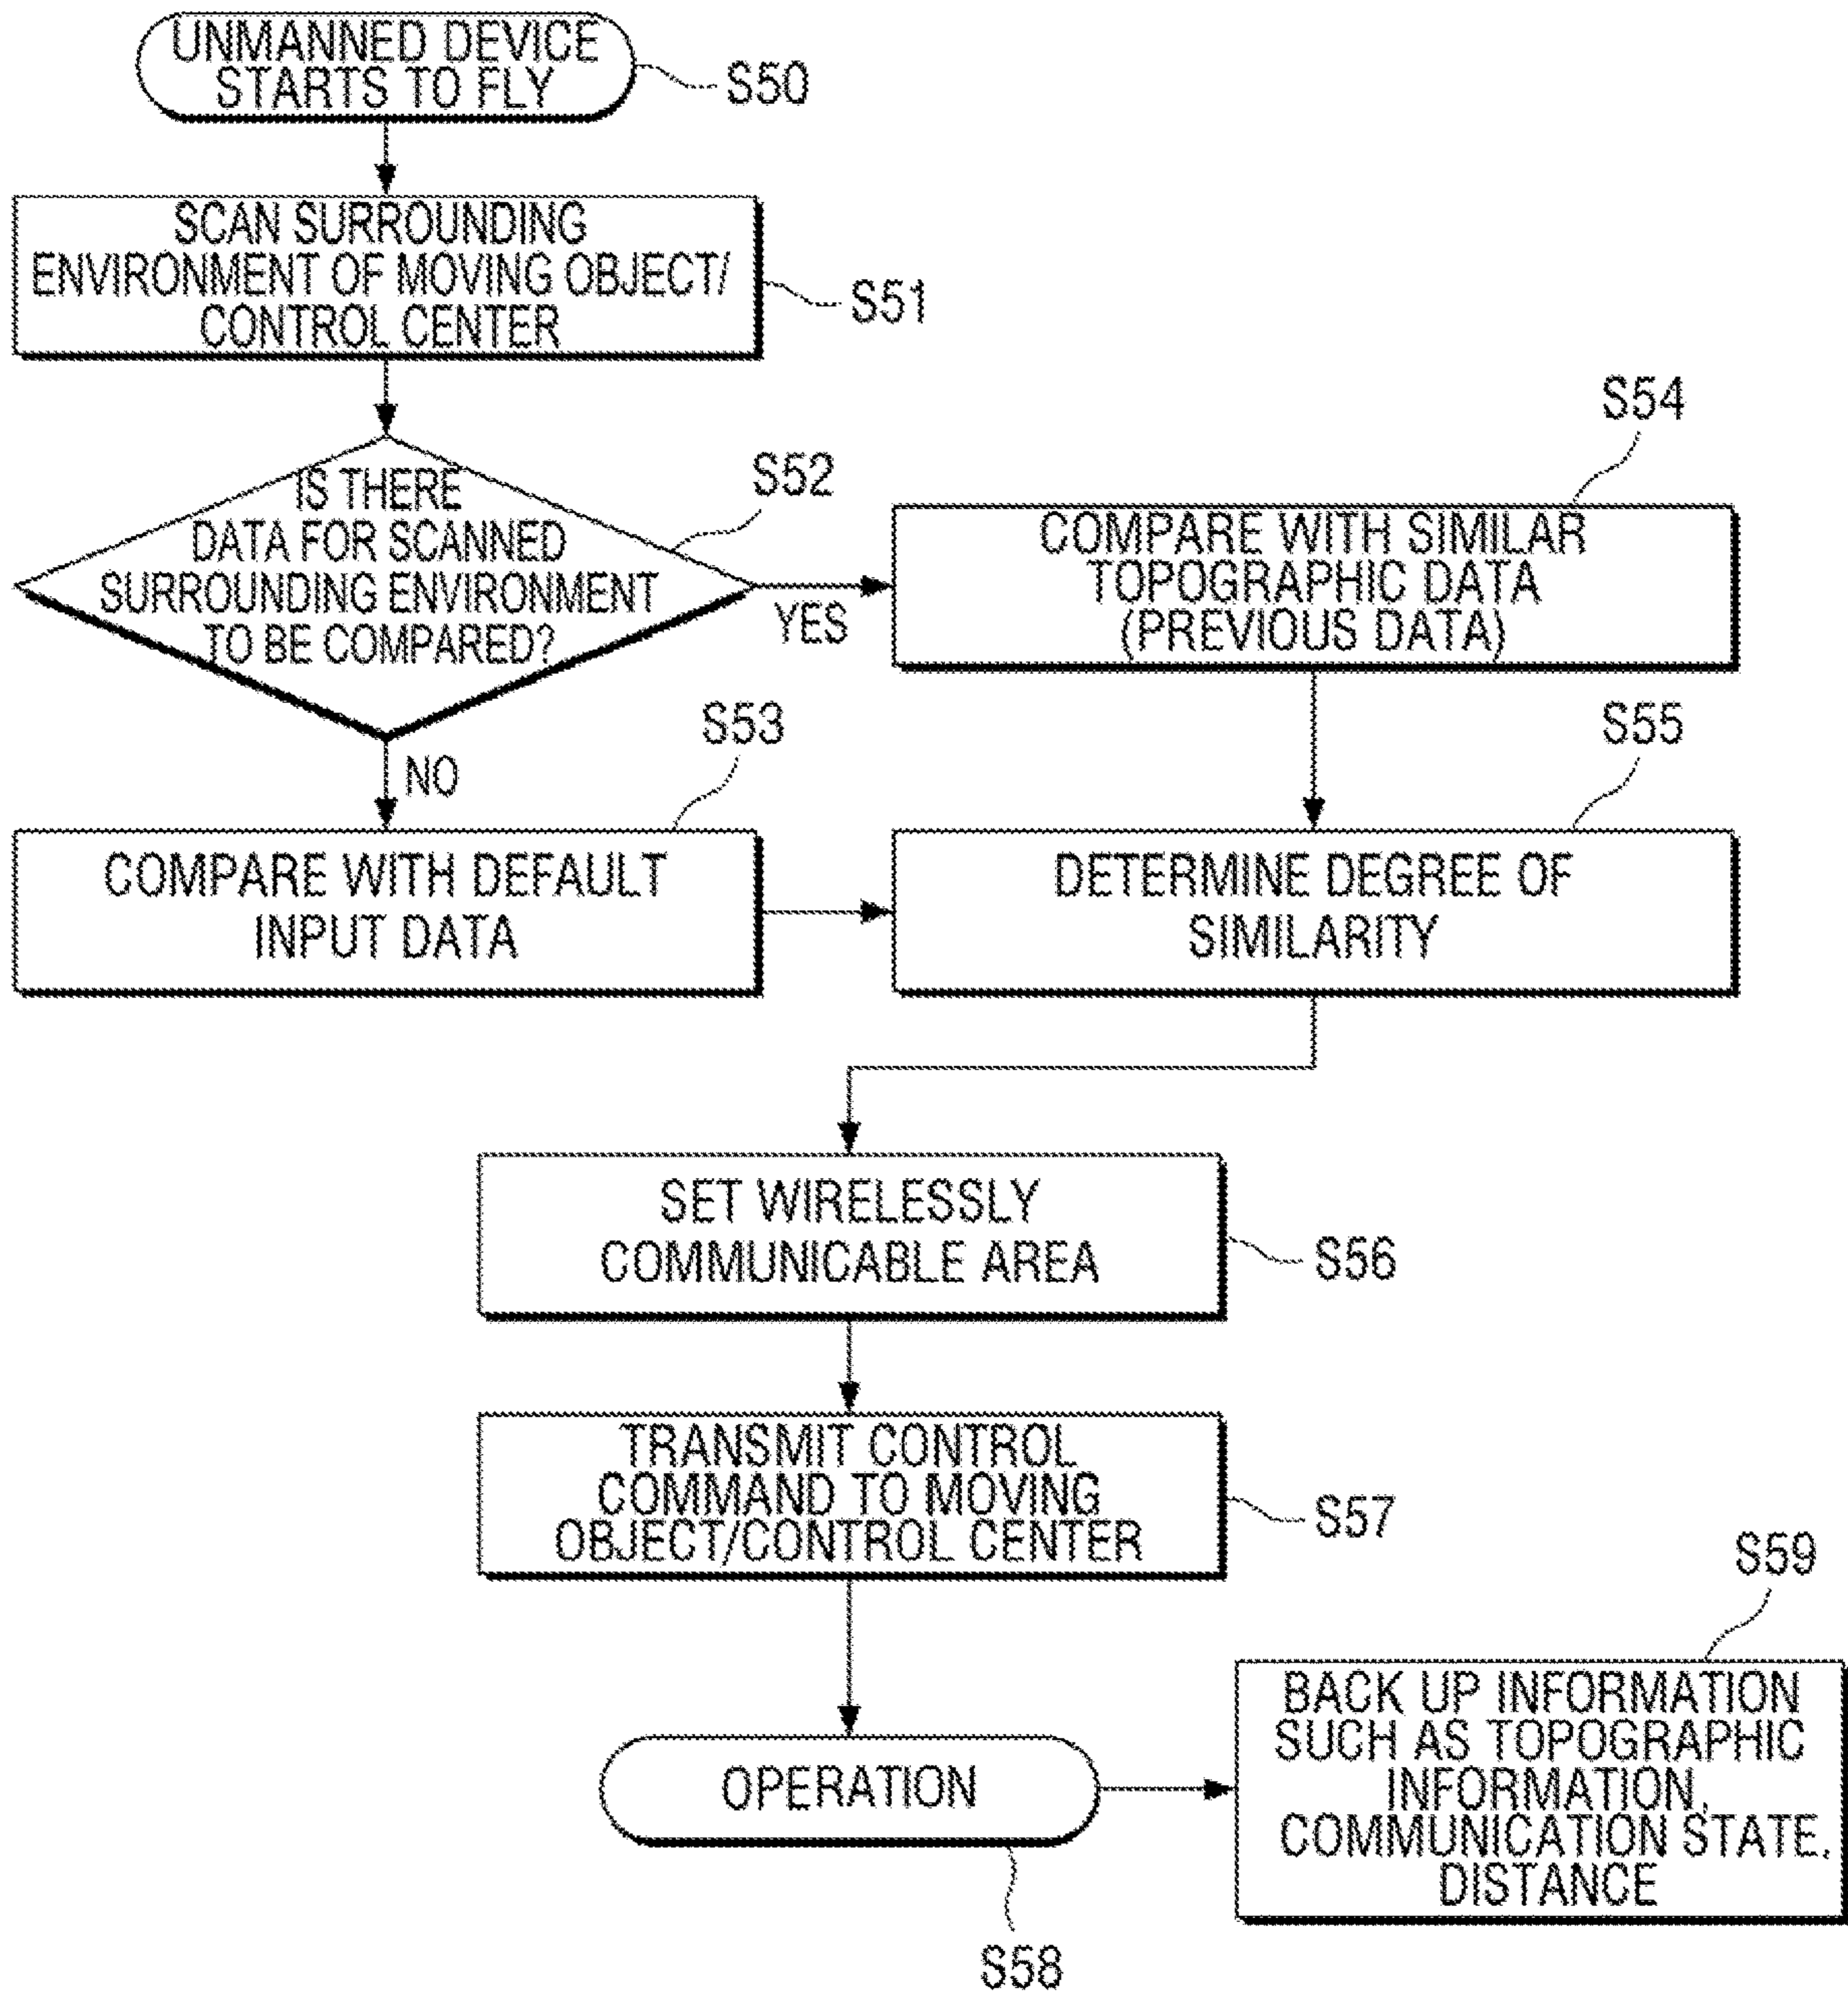 UNMANNED DEVICE
STARTS TO FLY
S50
SCAN SURROUNDING
ENVIRONMENT OF MOVING OBJECT/
CONTROL CENTER
S51
IS THERE
DATA FOR SCANNED
SURROUNDING ENVIRONMENT
TO BE COMPARED?
S52
YES
NO
S54
COMPARE WITH SIMILAR
TOPOGRAPHIC DATA
(PREVIOUS DATA)
S53
COMPARE WITH DEFAULT
INPUT DATA
S55
DETERMINE DEGREE OF
SIMILARITY
SET WIRELESSLY
COMMUNICABLE AREA
S56
TRANSMIT CONTROL
COMMAND TO MOVING
OBJECT/CONTROL CENTER
S57
OPERATION
S58
S59
BACK UP INFORMATION
SUCH AS TOPOGRAPHIC
INFORMATION,
COMMUNICATION STATE,
DISTANCE